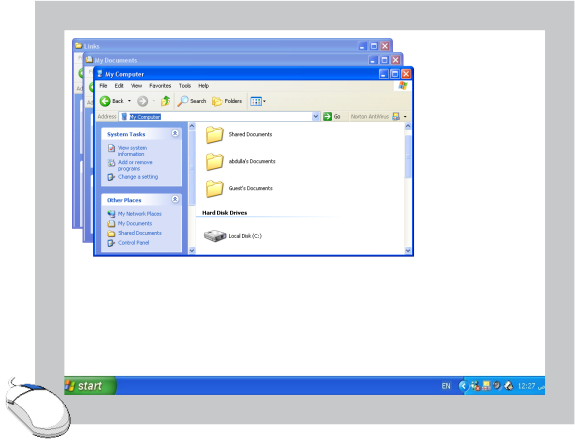 Links
My Documents
My Computer
File Edit View Favorites Tools Help
Back Search Folders
Address My Computer Go Norton AntiVirus
System Tasks
View system
information
Add or remove
programs
Change a setting
Other Places
My Network Places
My Documents
Shared Documents
Control Panel
Shared Documents
abdulla's Documents
Guest's Documents
Hard Disk Drives
Local Disk (C:)
start
EN 12:27